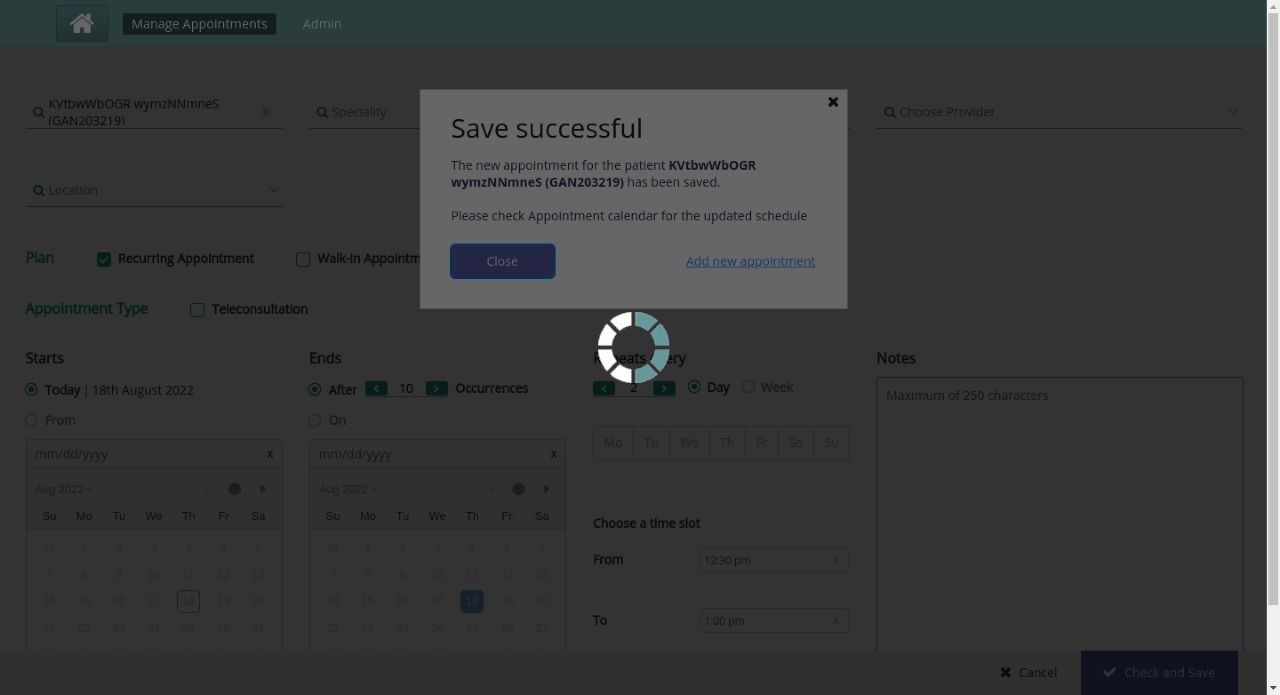 Manage Appointments Admin
KVtbwWbOGR wymzNNmneS (GAN203219)
Speciality
Choose Provider
Location
Save successful
The new appointment for the patient KVtbwWbOGR
wymzNNmneS (GAN203219) has been saved.
Please check Appointment calendar for the updated schedule
Close Add new appointment
Plan Recurring Appointment Walk-In Appointm
Appointment Type Teleconsultation
Starts
Today | 18th August 2022
From
mm/dd/yyyy x
Aug 2022
Su Mo Tu We Th Fr Sa
31 1 2 3 4 5 6
7 8 9 10 11 12 13
14 15 16 17 18 19 20
21 22 23 24 25 26 27
Ends
After 10 Occurrences
On
mm/dd/yyyy x
Aug 2022
Su Mo Tu We Th Fr Sa
31 1 2 3 4 5 6
7 8 9 10 11 12 13
14 15 16 17 18 19 20
21 22 23 24 25 26 27
2 Day Week
Mo Tu We Th Fr Sa Su
Choose a time slot
From 12:30 pm x
To 1:00 pm x
Notes
Maximum of 250 characters
Cancel Check and Save